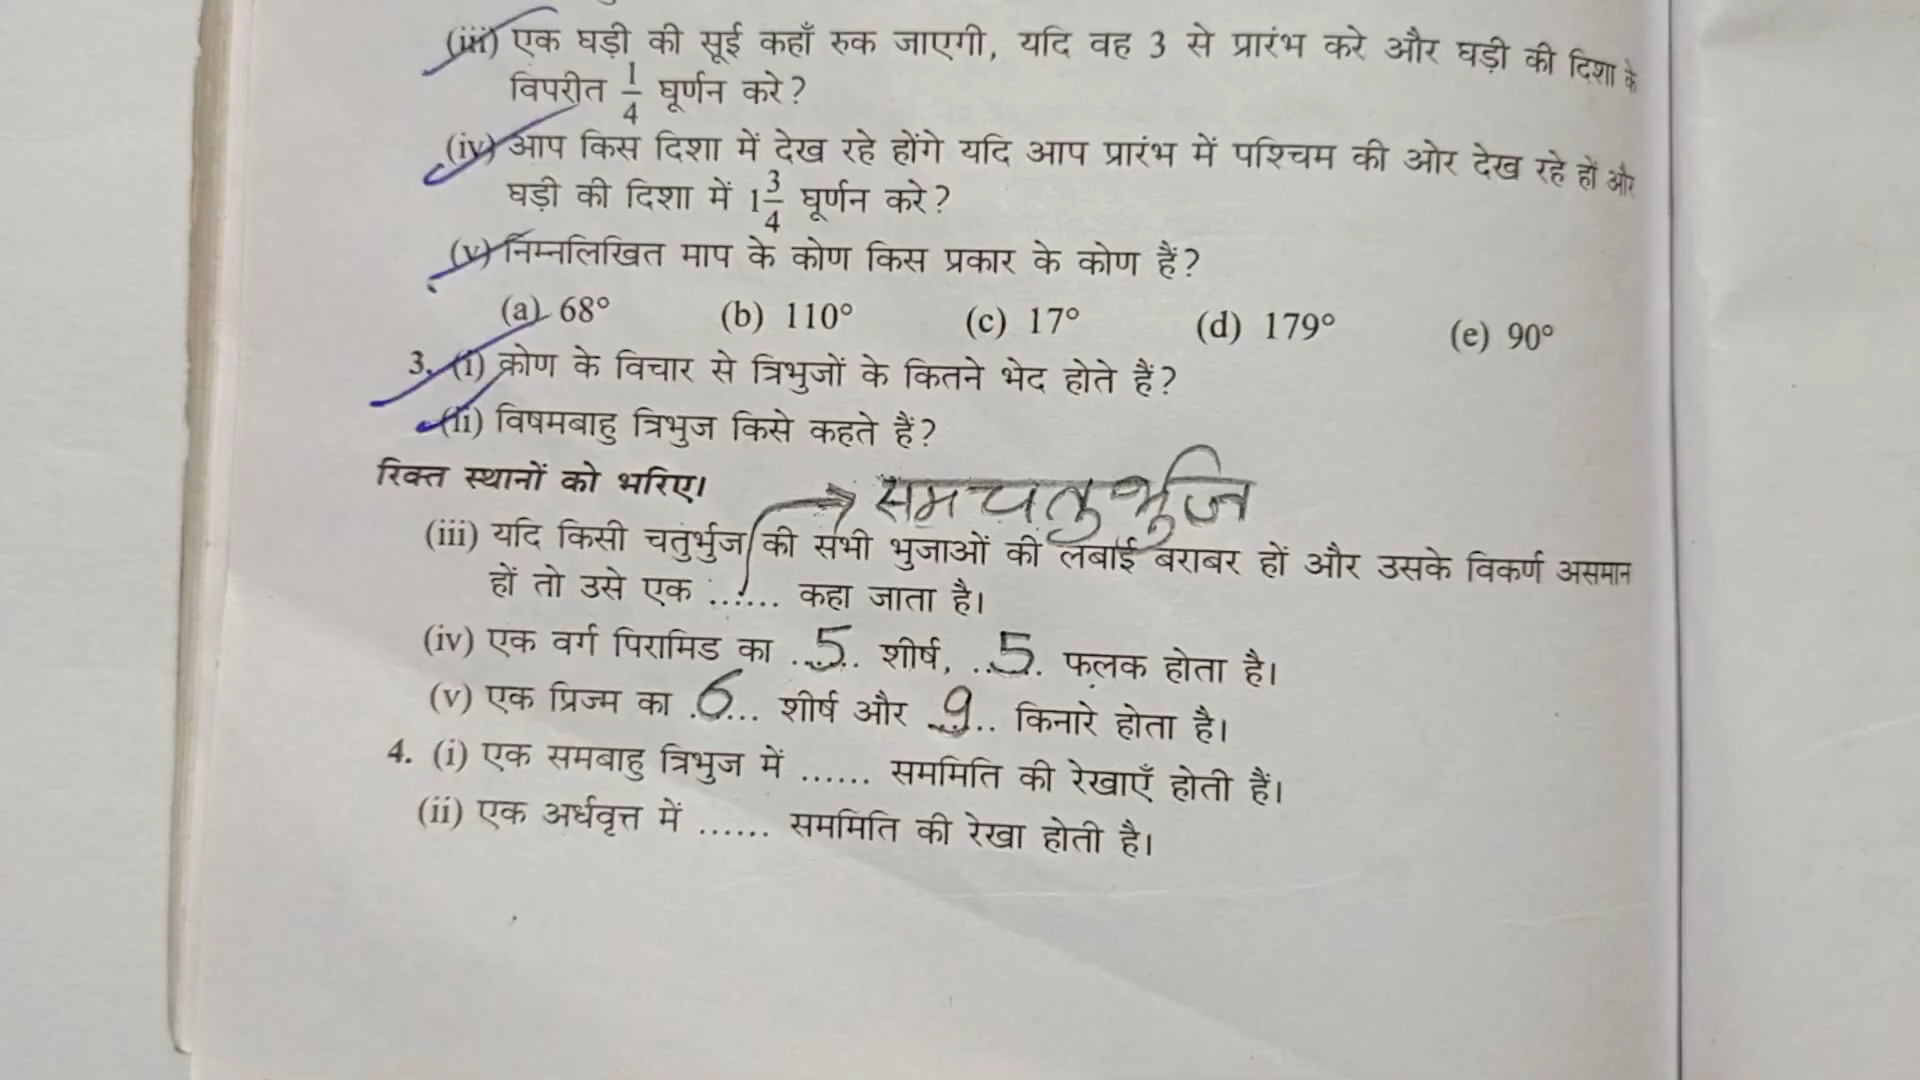 (iii) एक घड़ी की सूई कहाँ रुक जाएगी, यदि वह 3 से प्रारंभ करे और घड़ी की दिशा के
विपरीत 1/4 घूर्णन करे?
(iv) आप किस दिशा में देख रहे होंगे यदि आप प्रारंभ में पश्चिम की ओर देख रहे हों और
घड़ी की दिशा में 1 3/4 घूर्णन करे?
(v) निम्नलिखित माप के कोण किस प्रकार के कोण हैं?
(a) 68° (b) 110° (c) 17° (d) 179° (e) 90°
3. (i) कोण के विचार से त्रिभुजों के कितने भेद होते हैं?
(ii) विषमबाहु त्रिभुज किसे कहते हैं?
रिक्त स्थानों को भरिए।
→ समचतुर्भुज
(iii) यदि किसी चतुर्भुज की सभी भुजाओं की लंबाई बराबर हों और उसके विकर्ण असमान
हों तो उसे एक ...... कहा जाता है।
(iv) एक वर्ग पिरामिड का ..5.. शीर्ष, ..5.. फलक होता है।
(v) एक प्रिज्म का .6... शीर्ष और ..9.. किनारे होता है।
4. (i) एक समबाहु त्रिभुज में ...... सममिति की रेखाएँ होती हैं।
(ii) एक अर्धवृत्त में ...... सममिति की रेखा होती है।